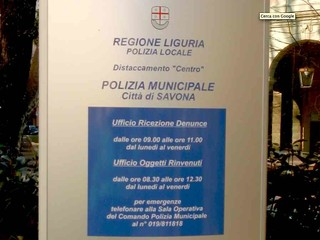 Cerca con Google
REGIONE LIGURIA
POLIZIA LOCALE
Distaccamento "Centro"
POLIZIA MUNICIPALE
Città di SAVONA
Ufficio Ricezione Denunce
dalle ore 09.00 alle ore 11.00
dal lunedì al venerdì
Ufficio Oggetti Rinvenuti
dalle ore 08.30 alle ore 12.30
dal lunedì al venerdì
per emergenze
telefonare alla Sala Operativa
del Comando Polizia Municipale
al n° 019/811818